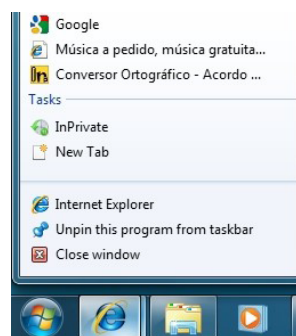 Google
Música a pedido, música gratuita...
Conversor Ortográfico - Acordo ...
Tasks
InPrivate
New Tab
Internet Explorer
Unpin this program from taskbar
Close window